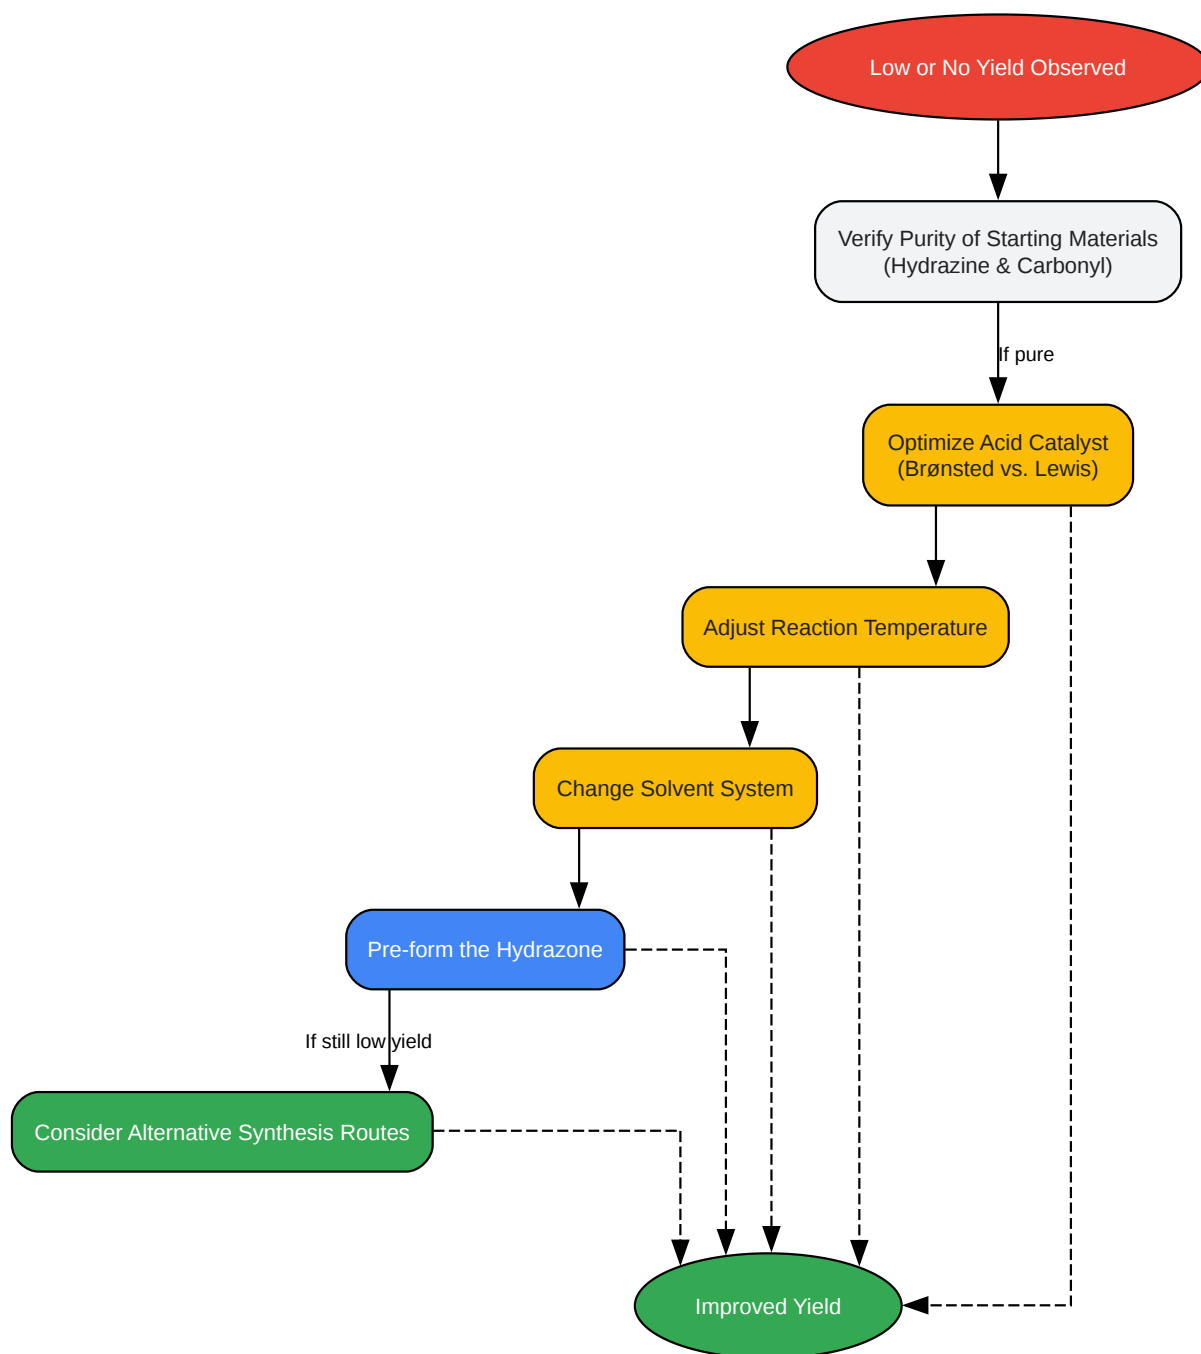 Low or No Yield Observed
Verify Purity of Starting Materials
(Hydrazine & Carbonyl)
If pure
Optimize Acid Catalyst
(Brønsted vs. Lewis)
Adjust Reaction Temperature
Change Solvent System
Pre-form the Hydrazone
If still low yield
Consider Alternative Synthesis Routes
Improved Yield